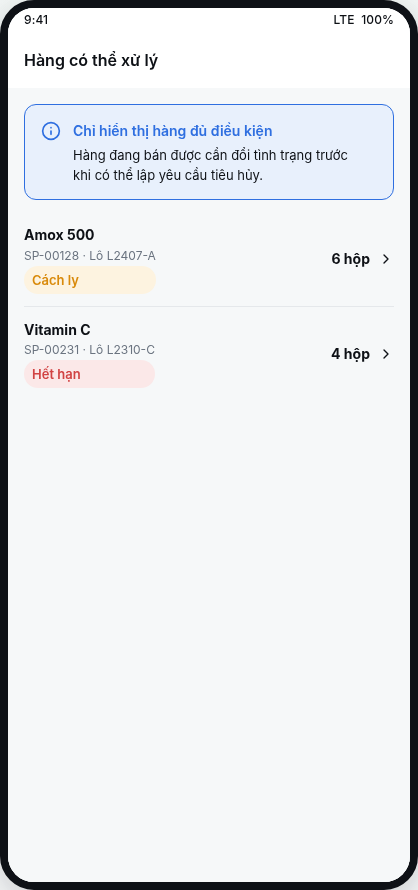 9:41
LTE 100%
Hàng có thể xử lý
Chỉ hiển thị hàng đủ điều kiện
Hàng đang bán được cần đổi tình trạng trước
khi có thể lập yêu cầu tiêu hủy.
Amox 500
SP-00128 · Lô L2407-A
Cách ly
6 hộp
Vitamin C
SP-00231 · Lô L2310-C
Hết hạn
4 hộp